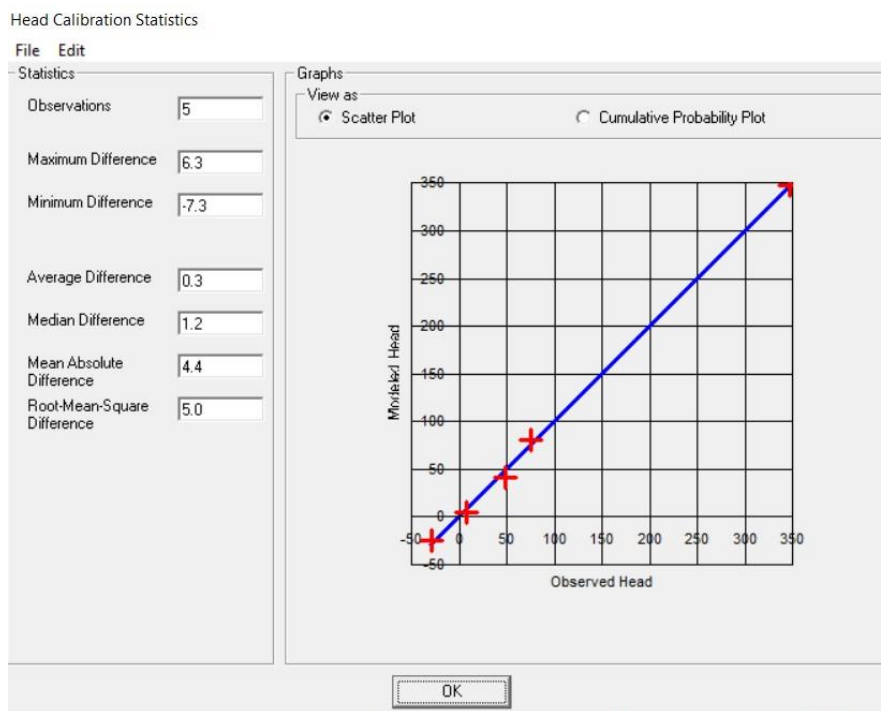 Head Calibration Statistics
File Edit
Statistics
Observations 5
Maximum Difference 6.3
Minimum Difference -7.3
Average Difference 0.3
Median Difference 1.2
Mean Absolute
Difference 4.4
Root-Mean-Square
Difference 5.0
Graphs
View as
Scatter Plot Cumulative Probability Plot
350
300
250
200
150
100
50
0
-50
Modeled Head
-50 0 50 100 150 200 250 300 350
Observed Head
OK